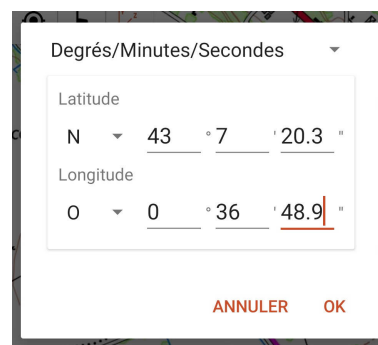 Degrés/Minutes/Secondes
Latitude
N 43 ° 7 ' 20.3 "
Longitude
O 0 ° 36 ' 48.9 "
ANNULER OK